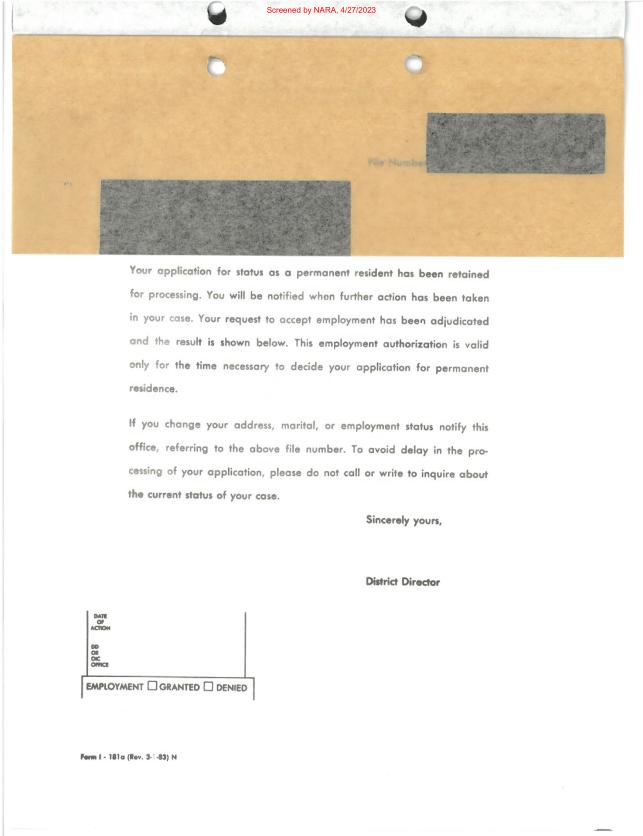 Screened by NARA, 4/27/2023
File Number
Your application for status as a permanent resident has been retained
for processing. You will be notified when further action has been taken
in your case. Your request to accept employment has been adjudicated
and the result is shown below. This employment authorization is valid
only for the time necessary to decide your application for permanent
residence.
If you change your address, marital, or employment status notify this
office, referring to the above file number. To avoid delay in the pro-
cessing of your application, please do not call or write to inquire about
the current status of your case.
Sincerely yours,
District Director
DATE
OF
ACTION
DD
OR
OIC
OFFICE
EMPLOYMENT ☐ GRANTED ☐ DENIED
Form I - 181a (Rev. 3-1-83) N